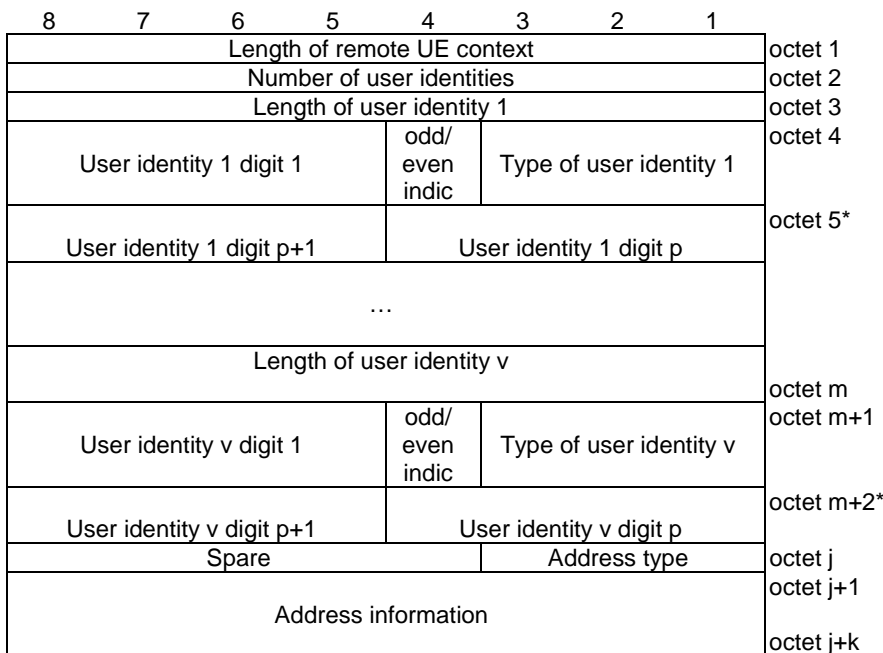 8 7 6 5 4 3 2 1
Length of remote UE context octet 1
Number of user identities octet 2
Length of user identity 1 octet 3
octet 4
User identity 1 digit 1
odd/
even
indic
Type of user identity 1
octet 5*
User identity 1 digit p+1 User identity 1 digit p
…
Length of user identity v
octet m
octet m+1
User identity v digit 1
odd/
even
indic
Type of user identity v
octet m+2*
User identity v digit p+1 User identity v digit p
Spare Address type octet j
octet j+1
Address information
octet j+k